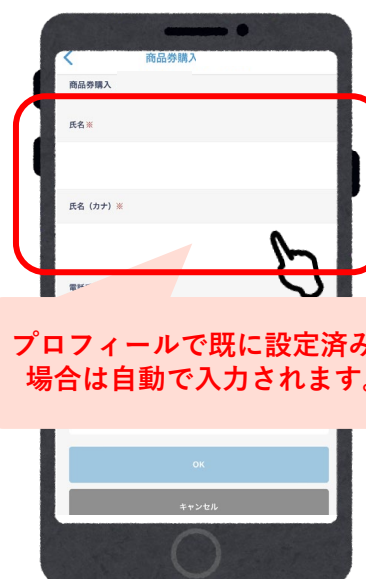 商品券購入
商品券購入
氏名※
氏名（カナ）※
プロフィールで既に設定済み
場合は自動で入力されます。
OK
キャンセル